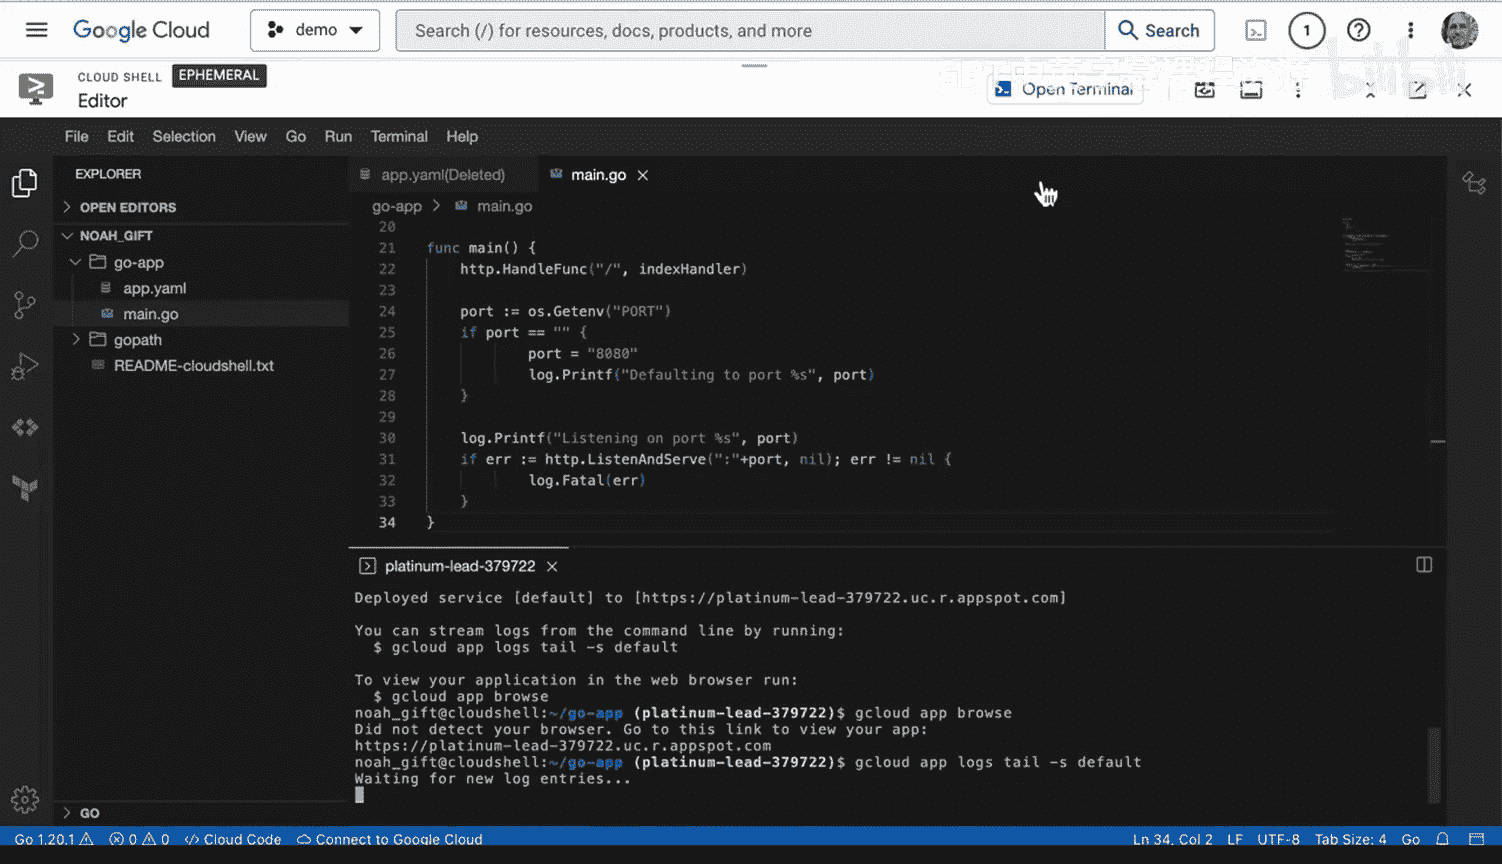 Google Cloud
demo
Search (/) for resources, docs, products, and more
Search
1
CLOUD SHELL
EPHEMERAL
Editor
Open Terminal
bilibili
File Edit Selection View Go Run Terminal Help
EXPLORER
OPEN EDITORS
NOAH_GIFT
go-app
app.yaml
main.go
gopath
README-cloudshell.txt
GO
app.yaml(Deleted)
main.go
go-app > main.go
20
21 func main() {
22 http.HandleFunc("/", indexHandler)
23
24 port := os.Getenv("PORT")
25 if port == "" {
26 port = "8080"
27 log.Printf("Defaulting to port %s", port)
28 }
29
30 log.Printf("Listening on port %s", port)
31 if err := http.ListenAndServe(":"+port, nil); err != nil {
32 log.Fatal(err)
33 }
34 }
platinum-lead-379722
Deployed service [default] to [https://platinum-lead-379722.uc.r.appspot.com]
You can stream logs from the command line by running:
$ gcloud app logs tail -s default
To view your application in the web browser run:
$ gcloud app browse
noah_gift@cloudshell:~/go-app (platinum-lead-379722)$ gcloud app browse
Did not detect your browser. Go to this link to view your app:
https://platinum-lead-379722.uc.r.appspot.com
noah_gift@cloudshell:~/go-app (platinum-lead-379722)$ gcloud app logs tail -s default
Waiting for new log entries...
Go 1.20.1 0 0 Cloud Code Connect to Google Cloud
Ln 34, Col 2 LF UTF-8 Tab Size: 4 Go